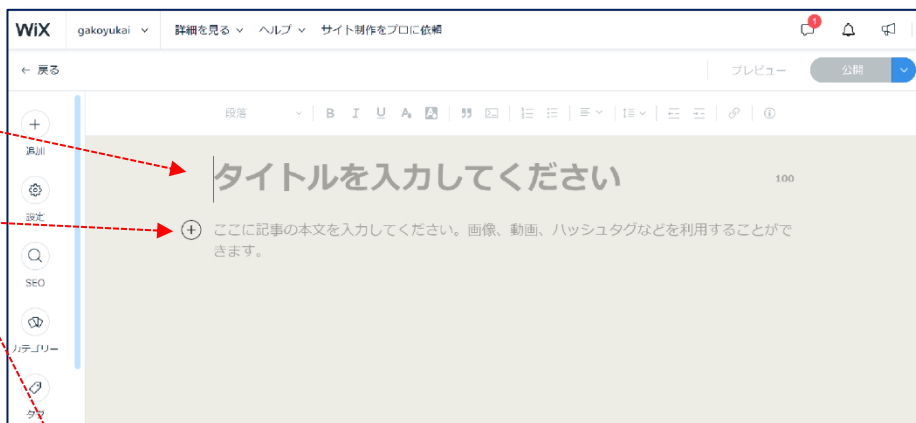 WiX gakoyukai 詳細を見る ヘルプ サイト制作をプロに依頼 1
← 戻る プレビュー 公開
段落 B I U A A
追加
設定
SEO
カテゴリー
タグ
タイトルを入力してください 100
ここに記事の本文を入力してください。画像、動画、ハッシュタグなどを利用することがで
きます。